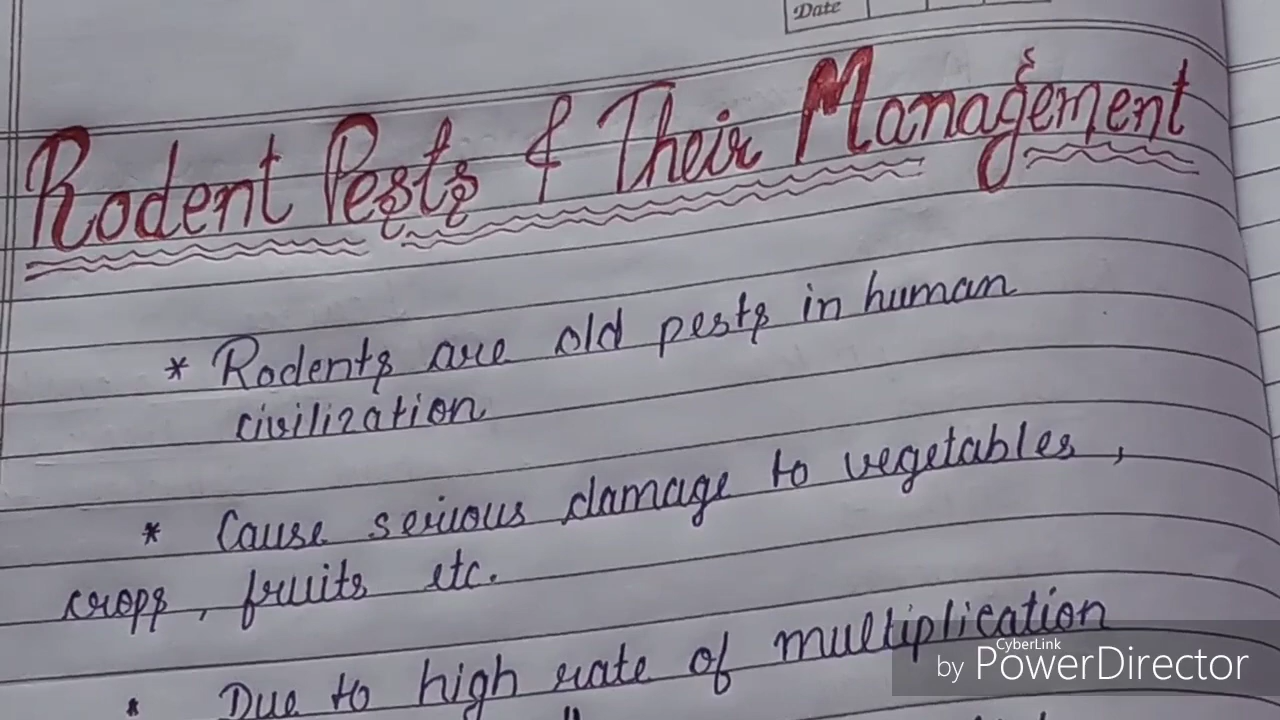 Date
Rodent Pests & Their Management
* Rodents are old pests in human
civilization
* Cause serious damage to vegetables,
crops, fruits etc.
* Due to high rate of multiplication
CyberLink
by PowerDirector